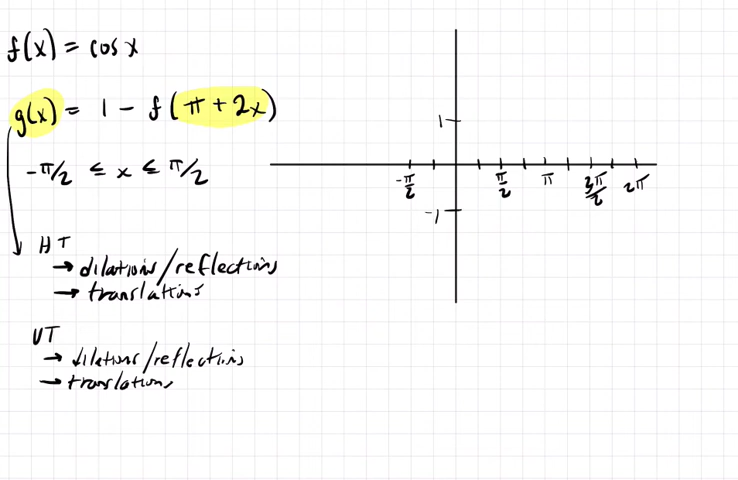 f(x) = cos x
g(x) = 1 - f(π + 2x)
-π/2 ≤ x ≤ π/2
HT
→ dilations/reflections
→ translations
VT
→ dilations/reflections
→ translations
1
-π/2 π/2 π 3π/2 2π
-1